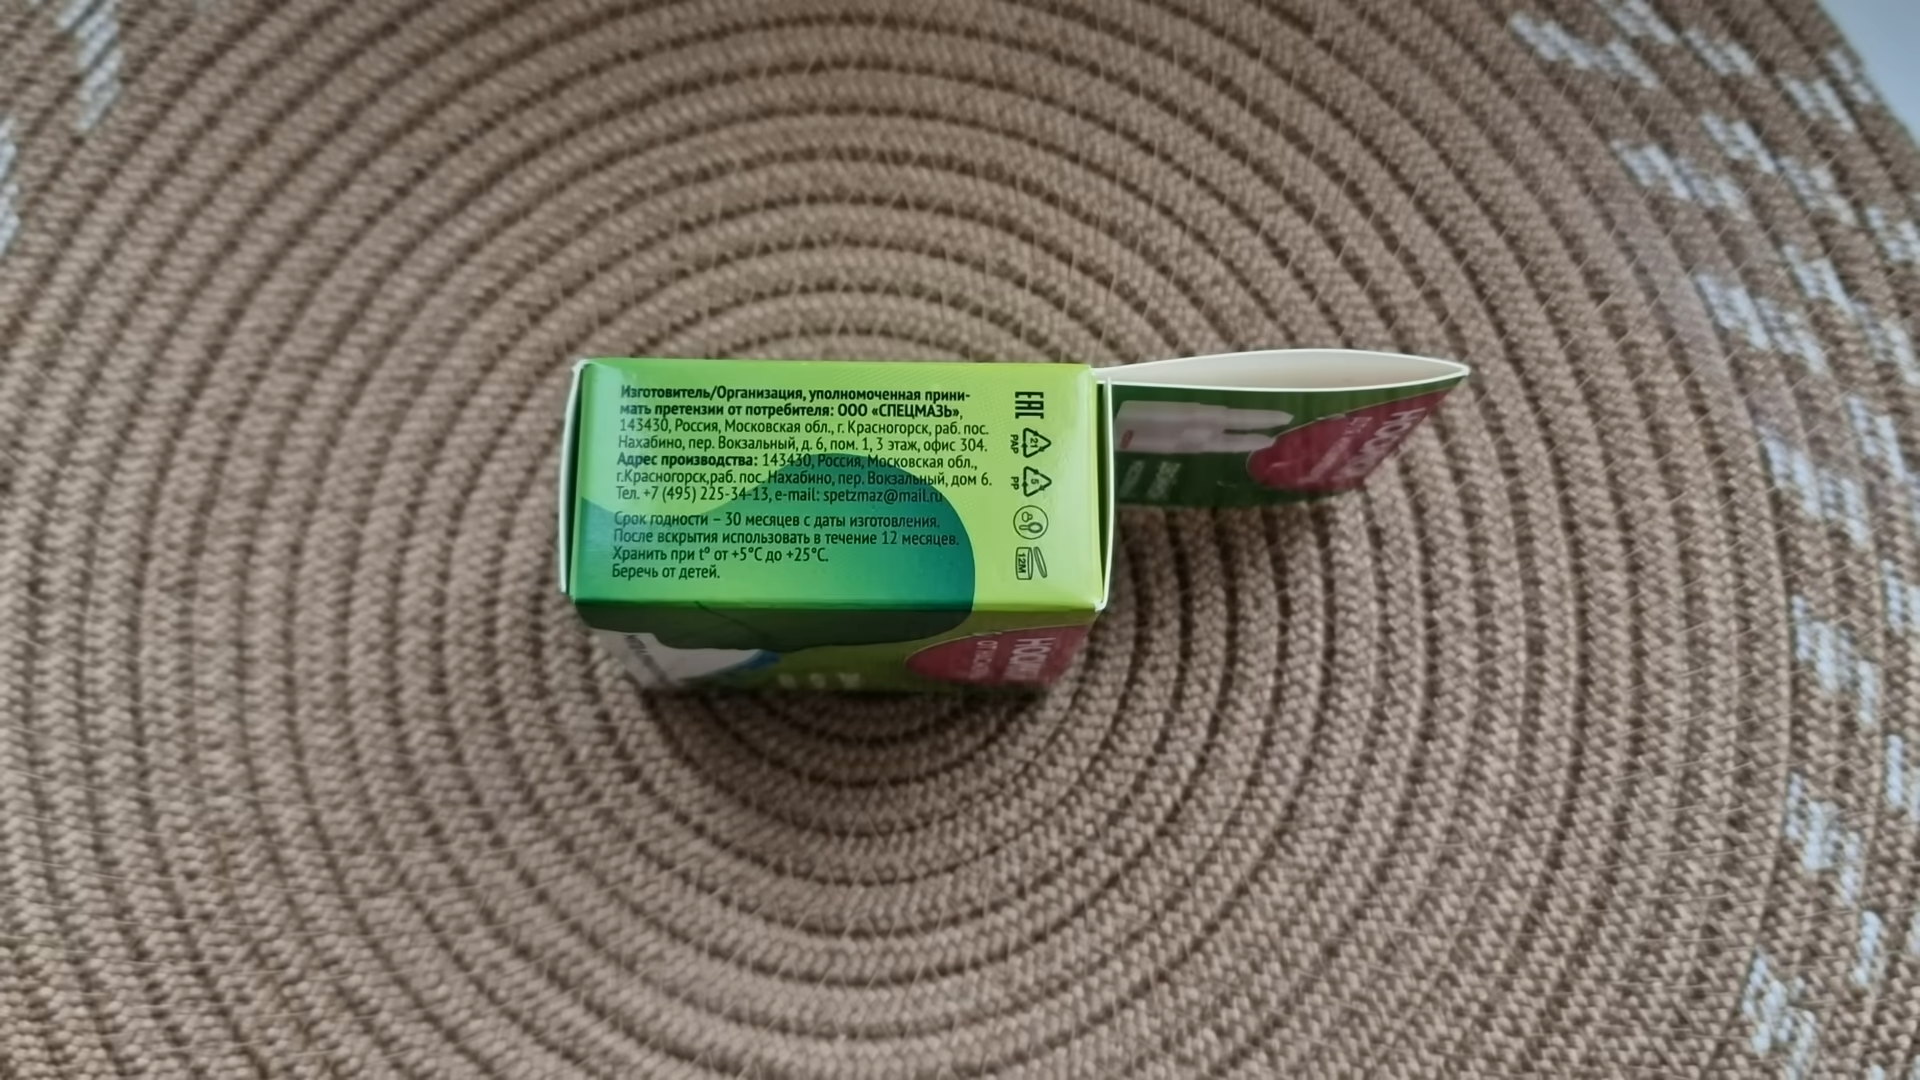 Изготовитель/Организация, уполномоченная прини-
мать претензии от потребителя: ООО «СПЕЦМАЗЬ»,
143430, Россия, Московская обл., г. Красногорск, раб. пос.
Нахабино, пер. Вокзальный, д. 6, пом. 1, 3 этаж, офис 304.
Адрес производства: 143430, Россия, Московская обл.,
г.Красногорск,раб. пос. Нахабино, пер. Вокзальный, дом 6.
Тел. +7 (495) 225-34-13, e-mail: spetzmaz@mail.ru
Срок годности – 30 месяцев с даты изготовления.
После вскрытия использовать в течение 12 месяцев.
Хранить при t° от +5°C до +25°C.
Беречь от детей.
EAC
21
PAP
5
PP
12M